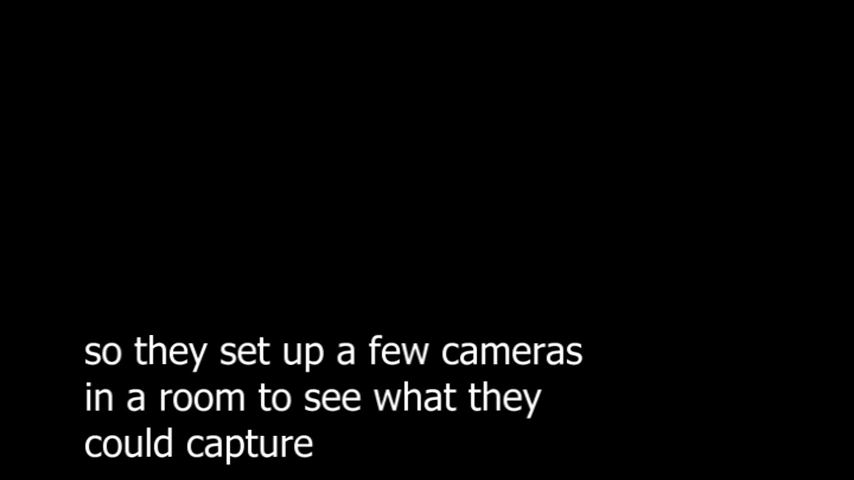 so they set up a few cameras
in a room to see what they
could capture